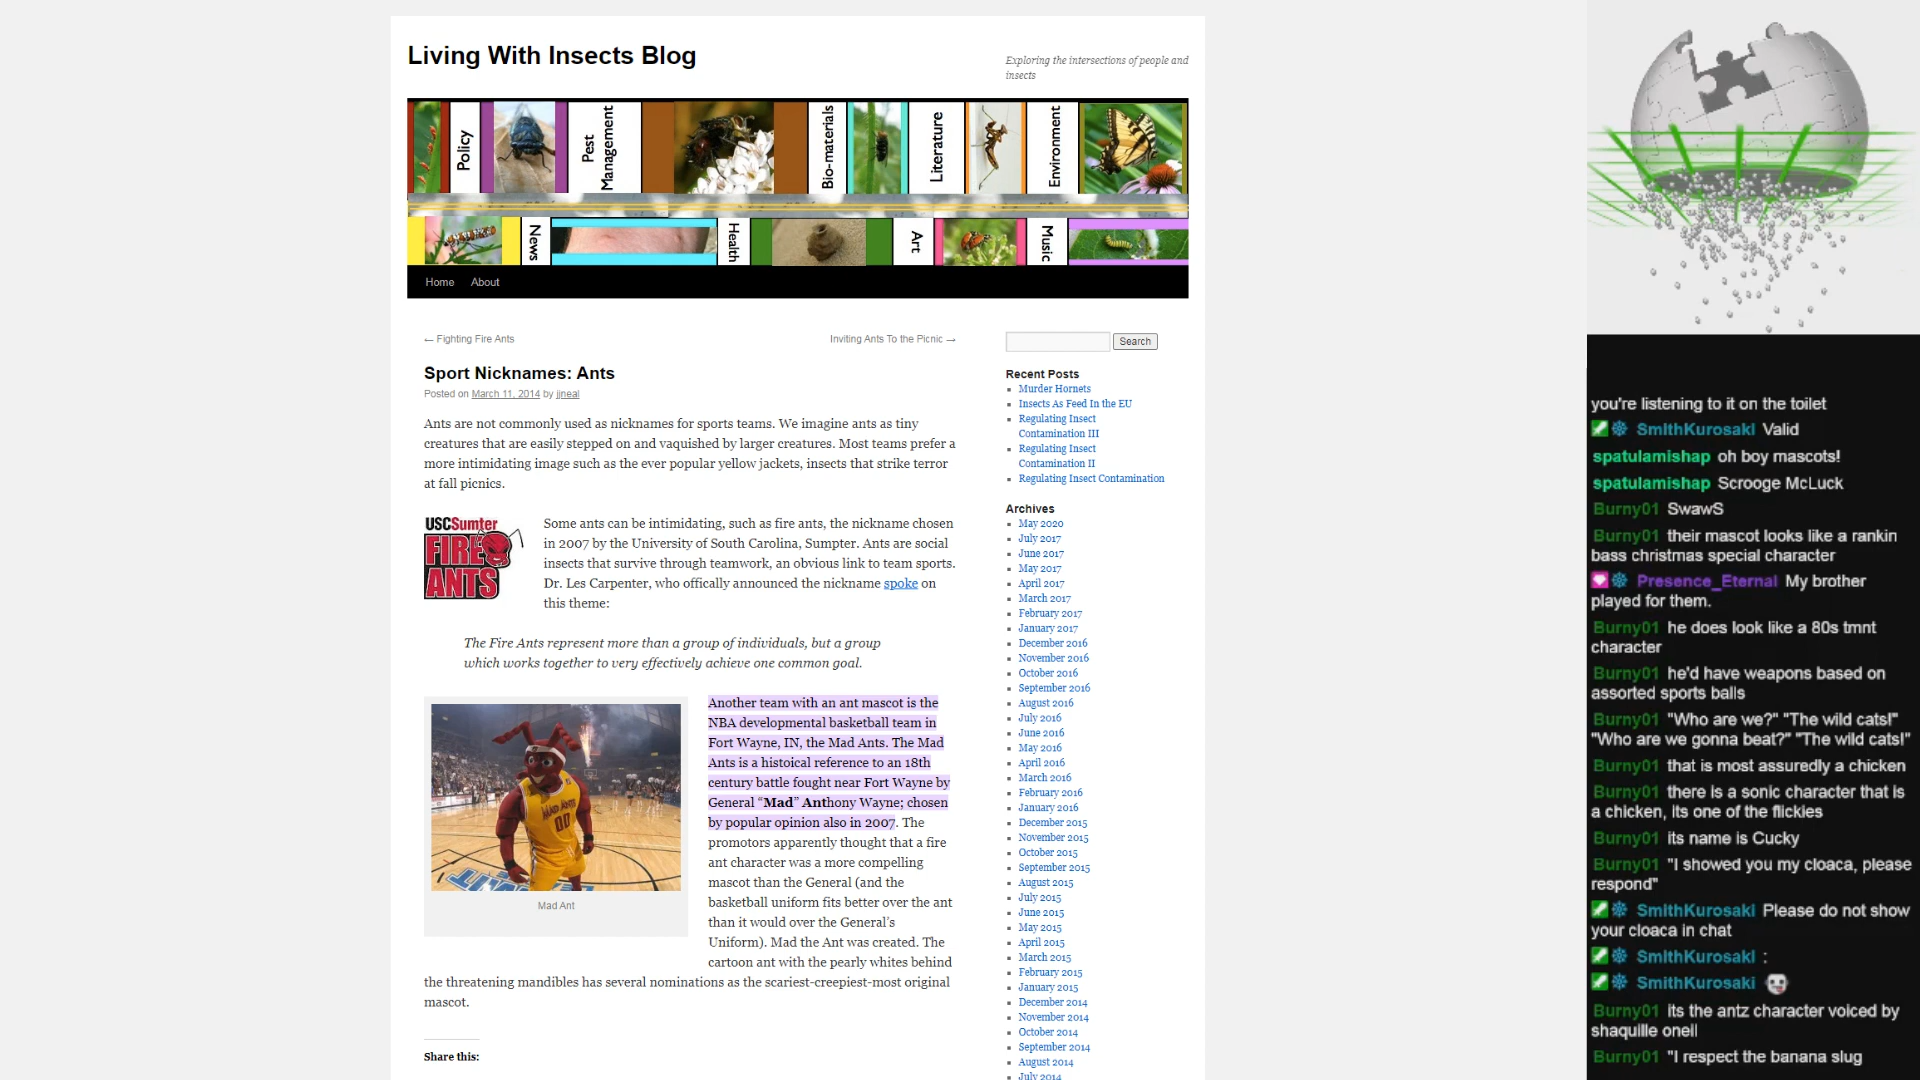 Living With Insects Blog
Exploring the intersections of people and
insects
Policy
Pest
Management
Bio-materials
Literature
Environment
News
Health
Art
Music
Home About
← Fighting Fire Ants
Inviting Ants To the Picnic →
Sport Nicknames: Ants
Posted on March 11, 2014 by jjneal
Ants are not commonly used as nicknames for sports teams. We imagine ants as tiny
creatures that are easily stepped on and vaquished by larger creatures. Most teams prefer a
more intimidating image such as the ever popular yellow jackets, insects that strike terror
at fall picnics.
USCSumter
FIRE
ANTS
Some ants can be intimidating, such as fire ants, the nickname chosen
in 2007 by the University of South Carolina, Sumpter. Ants are social
insects that survive through teamwork, an obvious link to team sports.
Dr. Les Carpenter, who offically announced the nickname spoke on
this theme:
The Fire Ants represent more than a group of individuals, but a group
which works together to very effectively achieve one common goal.
MAD ANTS
00
Mad Ant
Another team with an ant mascot is the
NBA developmental basketball team in
Fort Wayne, IN, the Mad Ants. The Mad
Ants is a histoical reference to an 18th
century battle fought near Fort Wayne by
General “Mad” Anthony Wayne; chosen
by popular opinion also in 2007. The
promotors apparently thought that a fire
ant character was a more compelling
mascot than the General (and the
basketball uniform fits better over the ant
than it would over the General’s
Uniform). Mad the Ant was created. The
cartoon ant with the pearly whites behind
the threatening mandibles has several nominations as the scariest-creepiest-most original
mascot.
Share this:
Search
Recent Posts
Murder Hornets
Insects As Feed In the EU
Regulating Insect
Contamination III
Regulating Insect
Contamination II
Regulating Insect Contamination
Archives
May 2020
July 2017
June 2017
May 2017
April 2017
March 2017
February 2017
January 2017
December 2016
November 2016
October 2016
September 2016
August 2016
July 2016
June 2016
May 2016
April 2016
March 2016
February 2016
January 2016
December 2015
November 2015
October 2015
September 2015
August 2015
July 2015
June 2015
May 2015
April 2015
March 2015
February 2015
January 2015
December 2014
November 2014
October 2014
September 2014
August 2014
July 2014
you're listening to it on the toilet
SmithKurosaki Valid
spatulamishap oh boy mascots!
spatulamishap Scrooge McLuck
Burny01 SwawS
Burny01 their mascot looks like a rankin
bass christmas special character
Presence_Eternal My brother
played for them.
Burny01 he does look like a 80s tmnt
character
Burny01 he'd have weapons based on
assorted sports balls
Burny01 "Who are we?" "The wild cats!"
"Who are we gonna beat?" "The wild cats!"
Burny01 that is most assuredly a chicken
Burny01 there is a sonic character that is
a chicken, its one of the flickies
Burny01 its name is Cucky
Burny01 "I showed you my cloaca, please
respond"
SmithKurosaki Please do not show
your cloaca in chat
SmithKurosaki :
SmithKurosaki
Burny01 its the antz character voiced by
shaquille oneil
Burny01 "I respect the banana slug